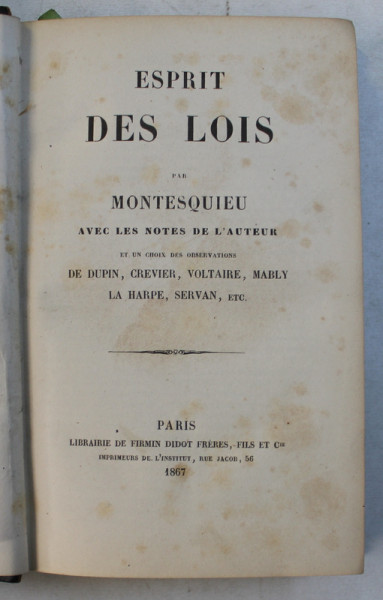 ESPRIT
DES LOIS
PAR
MONTESQUIEU
AVEC LES NOTES DE L'AUTEUR
ET UN CHOIX DES OBSERVATIONS
DE DUPIN, CREVIER, VOLTAIRE, MABLY
LA HARPE, SERVAN, ETC.
PARIS
LIBRAIRIE DE FIRMIN DIDOT FRÈRES, FILS ET Cie
IMPRIMEURS DE L'INSTITUT, RUE JACOB, 56
1867